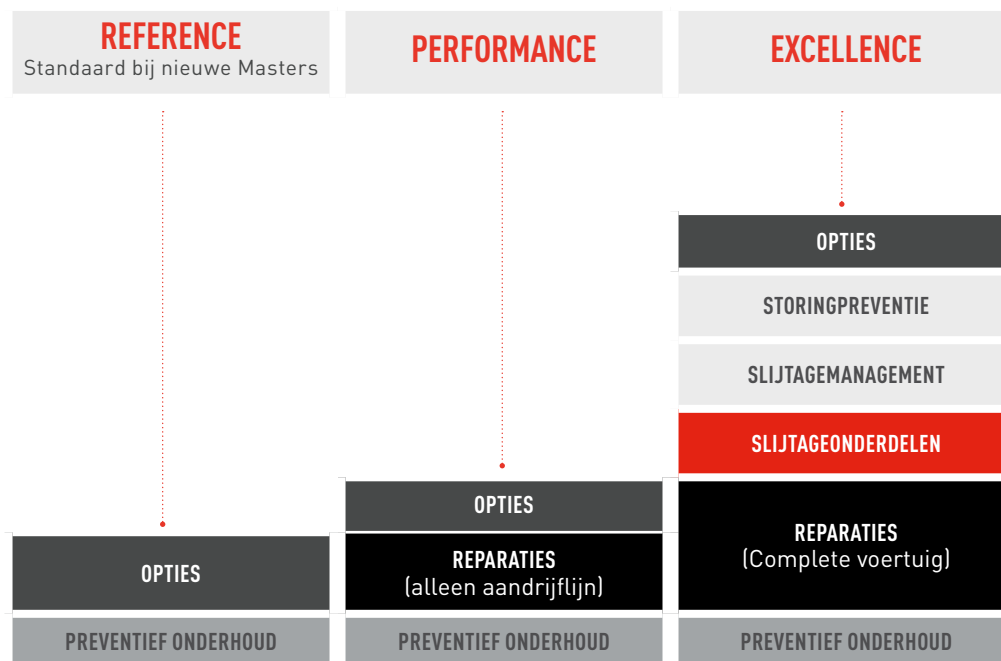 REFERENCE
Standaard bij nieuwe Masters
OPTIES
PREVENTIEF ONDERHOUD
PERFORMANCE
OPTIES
REPARATIES
(alleen aandrijflijn)
PREVENTIEF ONDERHOUD
EXCELLENCE
OPTIES
STORINGPREVENTIE
SLIJTAGEMANAGEMENT
SLIJTAGEONDERDELEN
REPARATIES
(Complete voertuig)
PREVENTIEF ONDERHOUD